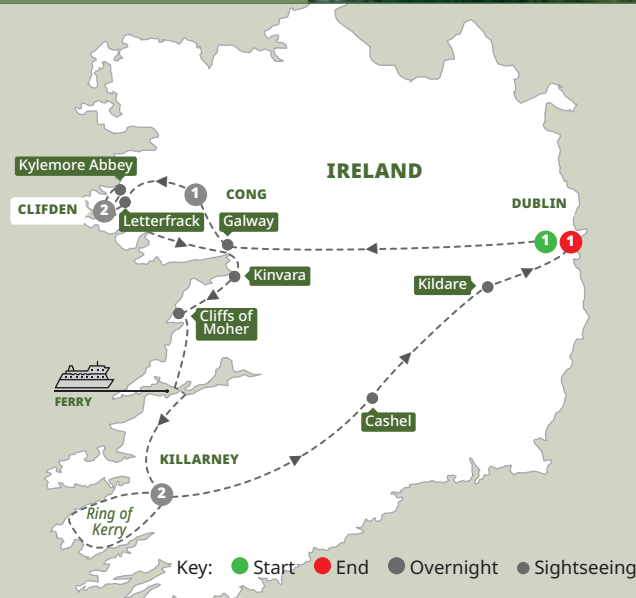 IRELAND
Kylemore Abbey
1
CONG
DUBLIN
CLIFDEN
2
Letterfrack
Galway
1
1
Kinvara
Kildare
Cliffs of
Moher
FERRY
Cashel
KILLARNEY
2
Ring of
Kerry
Key: Start End Overnight Sightseeing